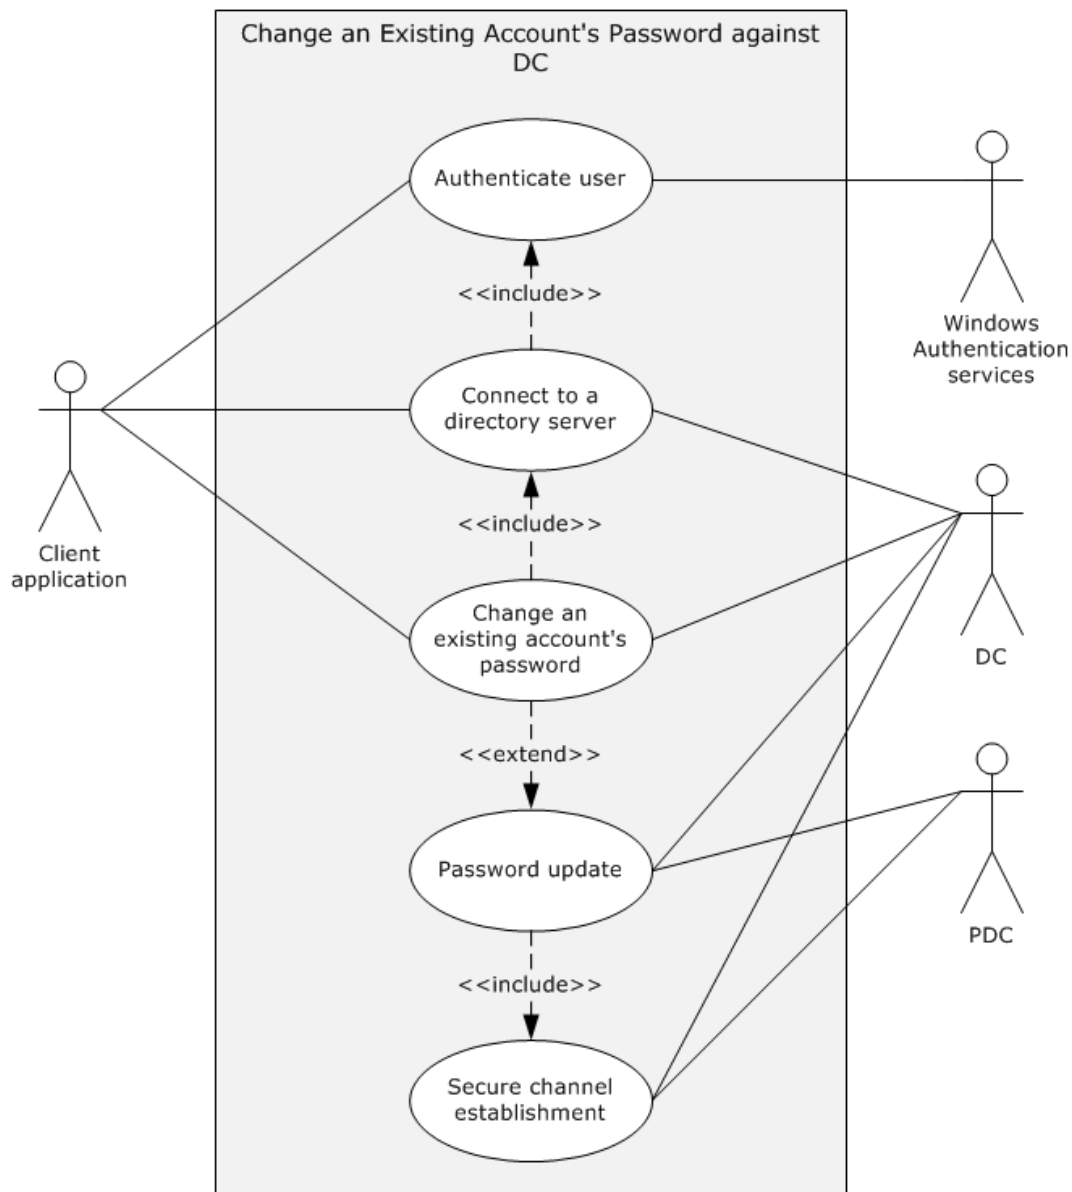 Change an Existing Account's Password against
DC
Authenticate user
<<include>>
Windows
Authentication
services
Connect to a
directory server
<<include>>
Client
application
Change an
existing account's
password
DC
<<extend>>
Password update
PDC
<<include>>
Secure channel
establishment